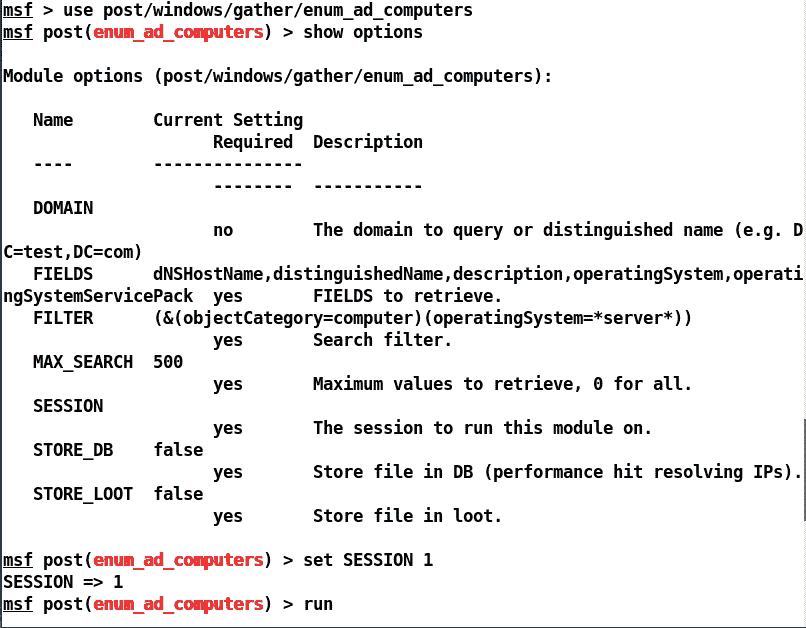 msf > use post/windows/gather/enum_ad_computers
msf post(enum_ad_computers) > show options

Module options (post/windows/gather/enum_ad_computers):

   Name        Current Setting
                     Required  Description
   ----        ---------------
                     --------  -----------
   DOMAIN
                     no        The domain to query or distinguished name (e.g. D
C=test,DC=com)
   FIELDS      dNSHostName,distinguishedName,description,operatingSystem,operati
ngSystemServicePack  yes       FIELDS to retrieve.
   FILTER      (&(objectCategory=computer)(operatingSystem=*server*))
                     yes       Search filter.
   MAX_SEARCH  500
                     yes       Maximum values to retrieve, 0 for all.
   SESSION
                     yes       The session to run this module on.
   STORE_DB    false
                     yes       Store file in DB (performance hit resolving IPs).
   STORE_LOOT  false
                     yes       Store file in loot.

msf post(enum_ad_computers) > set SESSION 1
SESSION => 1
msf post(enum_ad_computers) > run